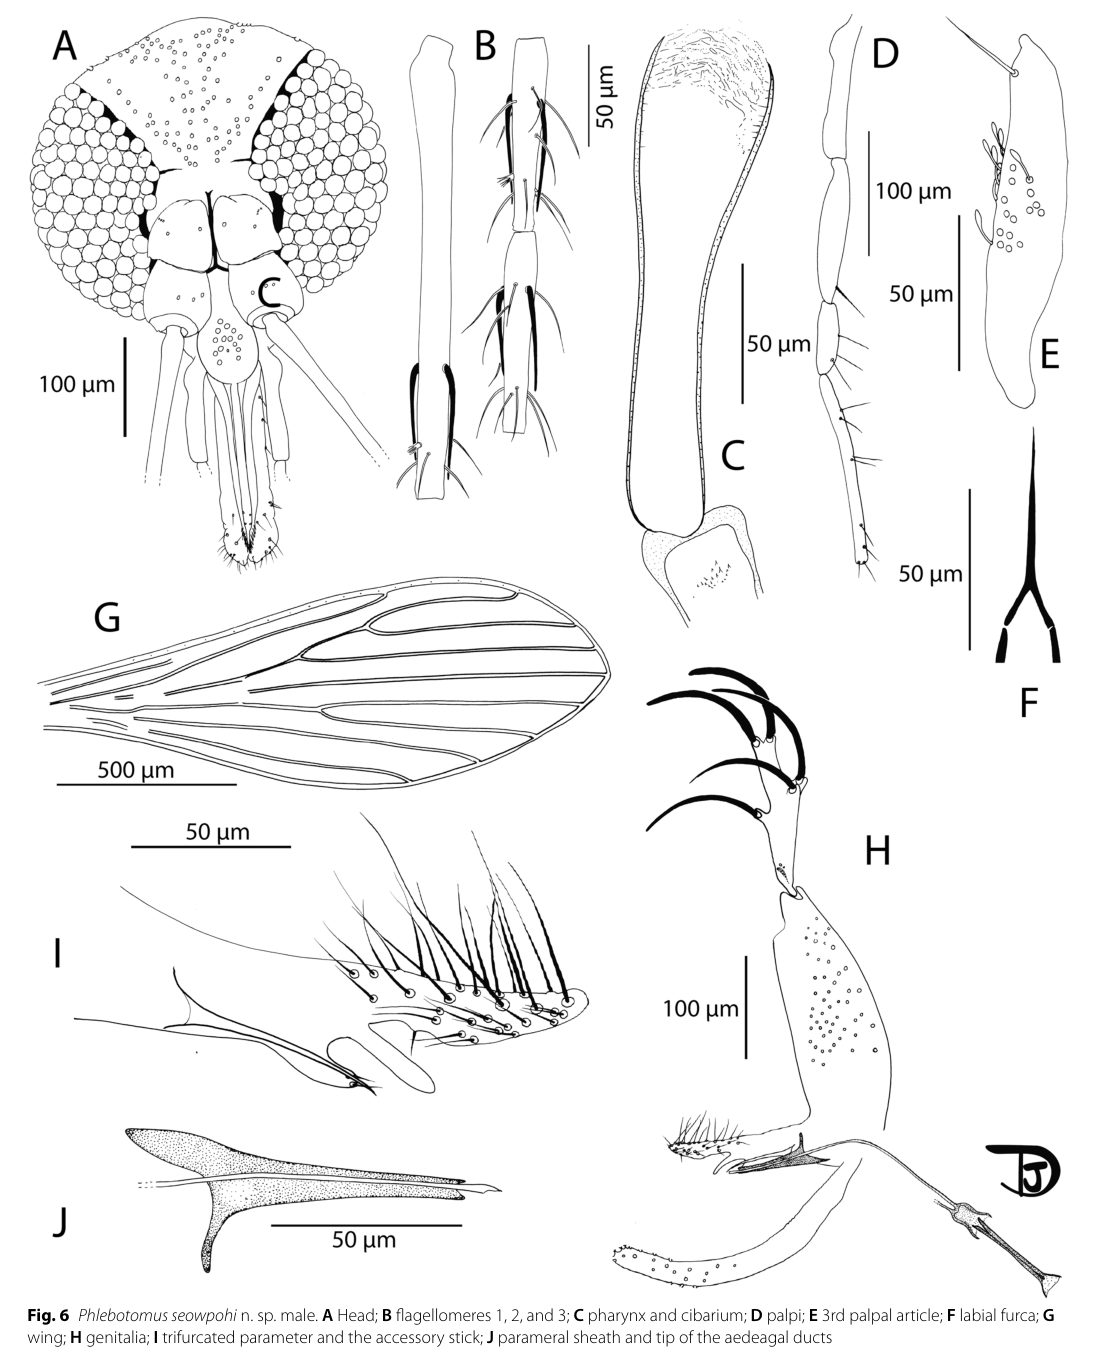 A
B
50 µm
D
100 µm
50 µm
E
C
100 µm
50 µm
C
50 µm
F
G
500 µm
50 µm
H
I
100 µm
J
50 µm
JD
Fig. 6 Phlebotomus seowpohi n. sp. male. A Head; B flagellomeres 1, 2, and 3; C pharynx and cibarium; D palpi; E 3rd palpal article; F labial furca; G
wing; H genitalia; I trifurcated parameter and the accessory stick; J parameral sheath and tip of the aedeagal ducts